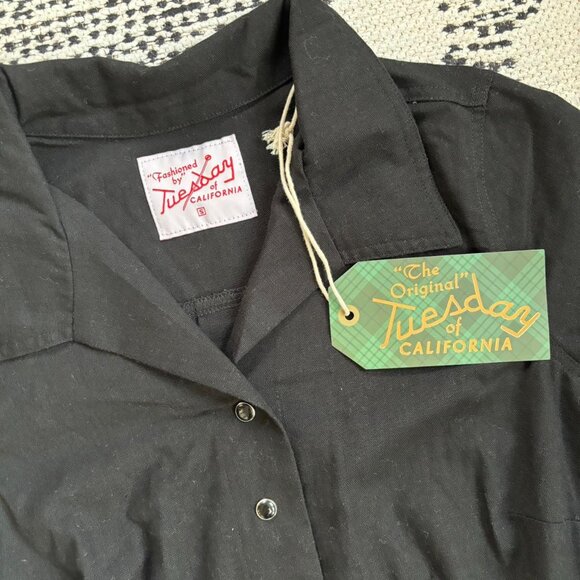 "Fashioned
by"
Tuesday
of
CALIFORNIA
S
"The
Original"
Tuesday
of
CALIFORNIA